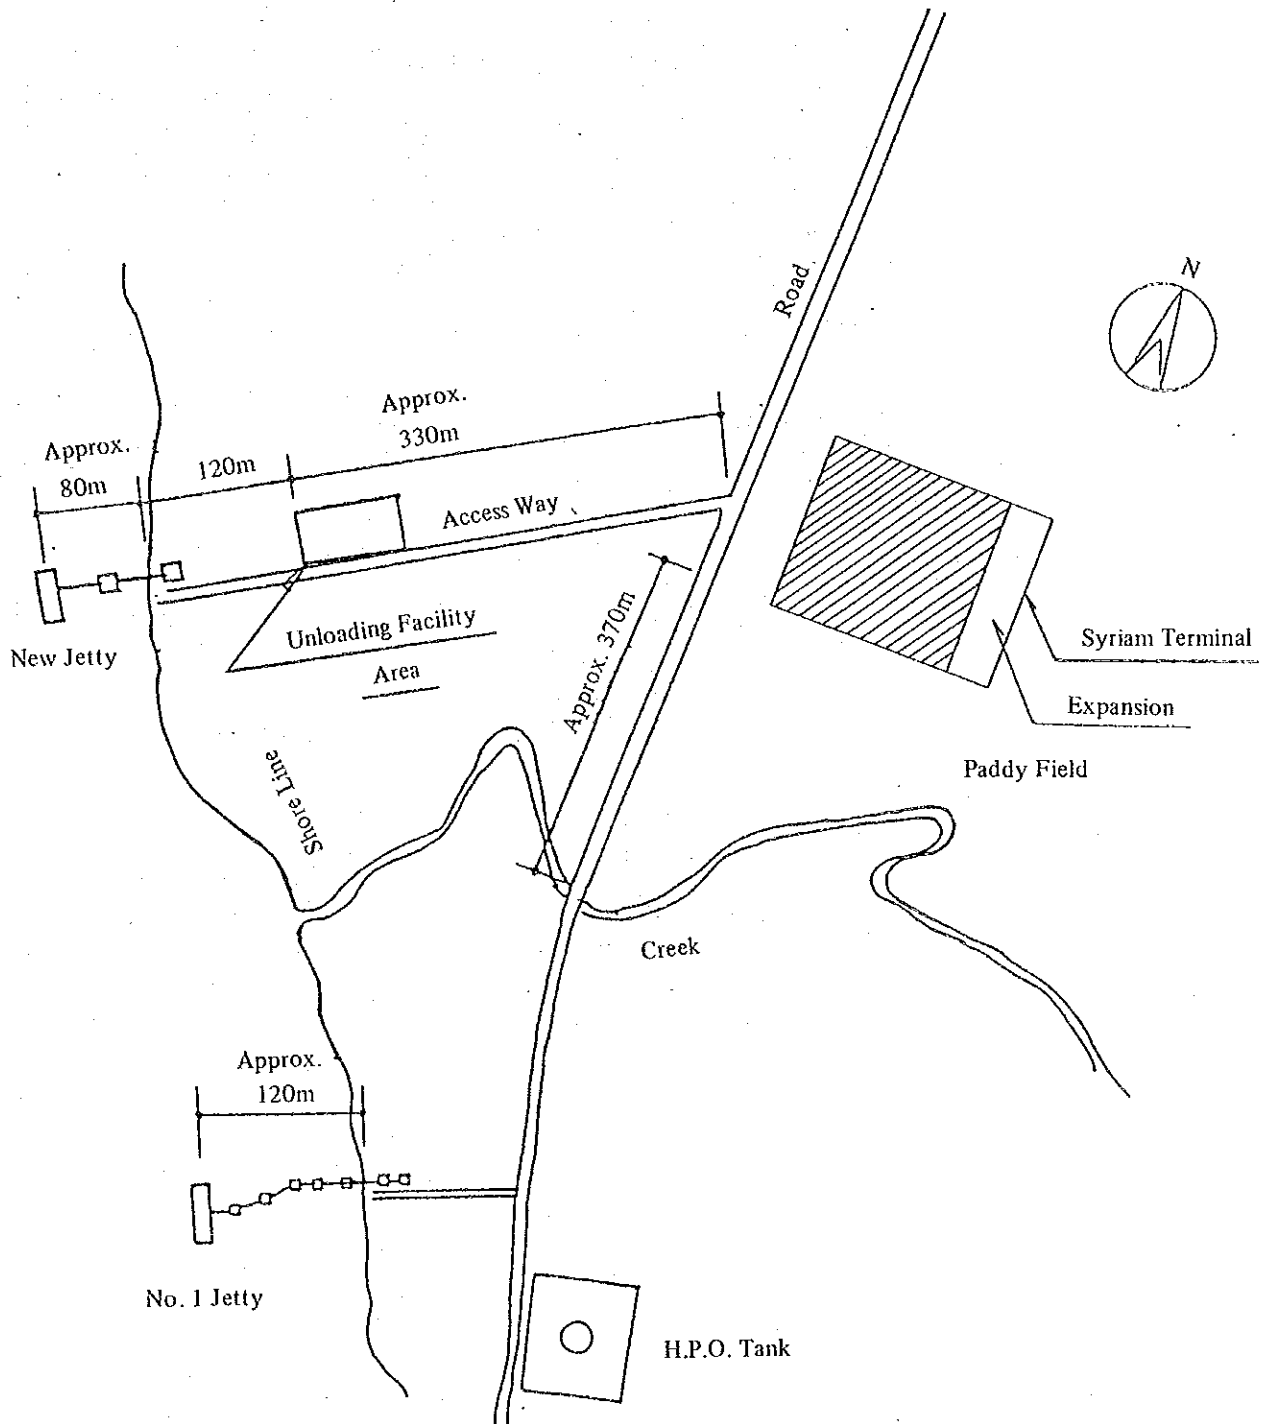 N
Road
Approx.
330m
Approx.
80m
120m
Access Way
Unloading Facility
Area
New Jetty
Approx. 370m
Syriam Terminal
Expansion
Paddy Field
Shore Line
Creek
Approx.
120m
No. 1 Jetty
H.P.O. Tank